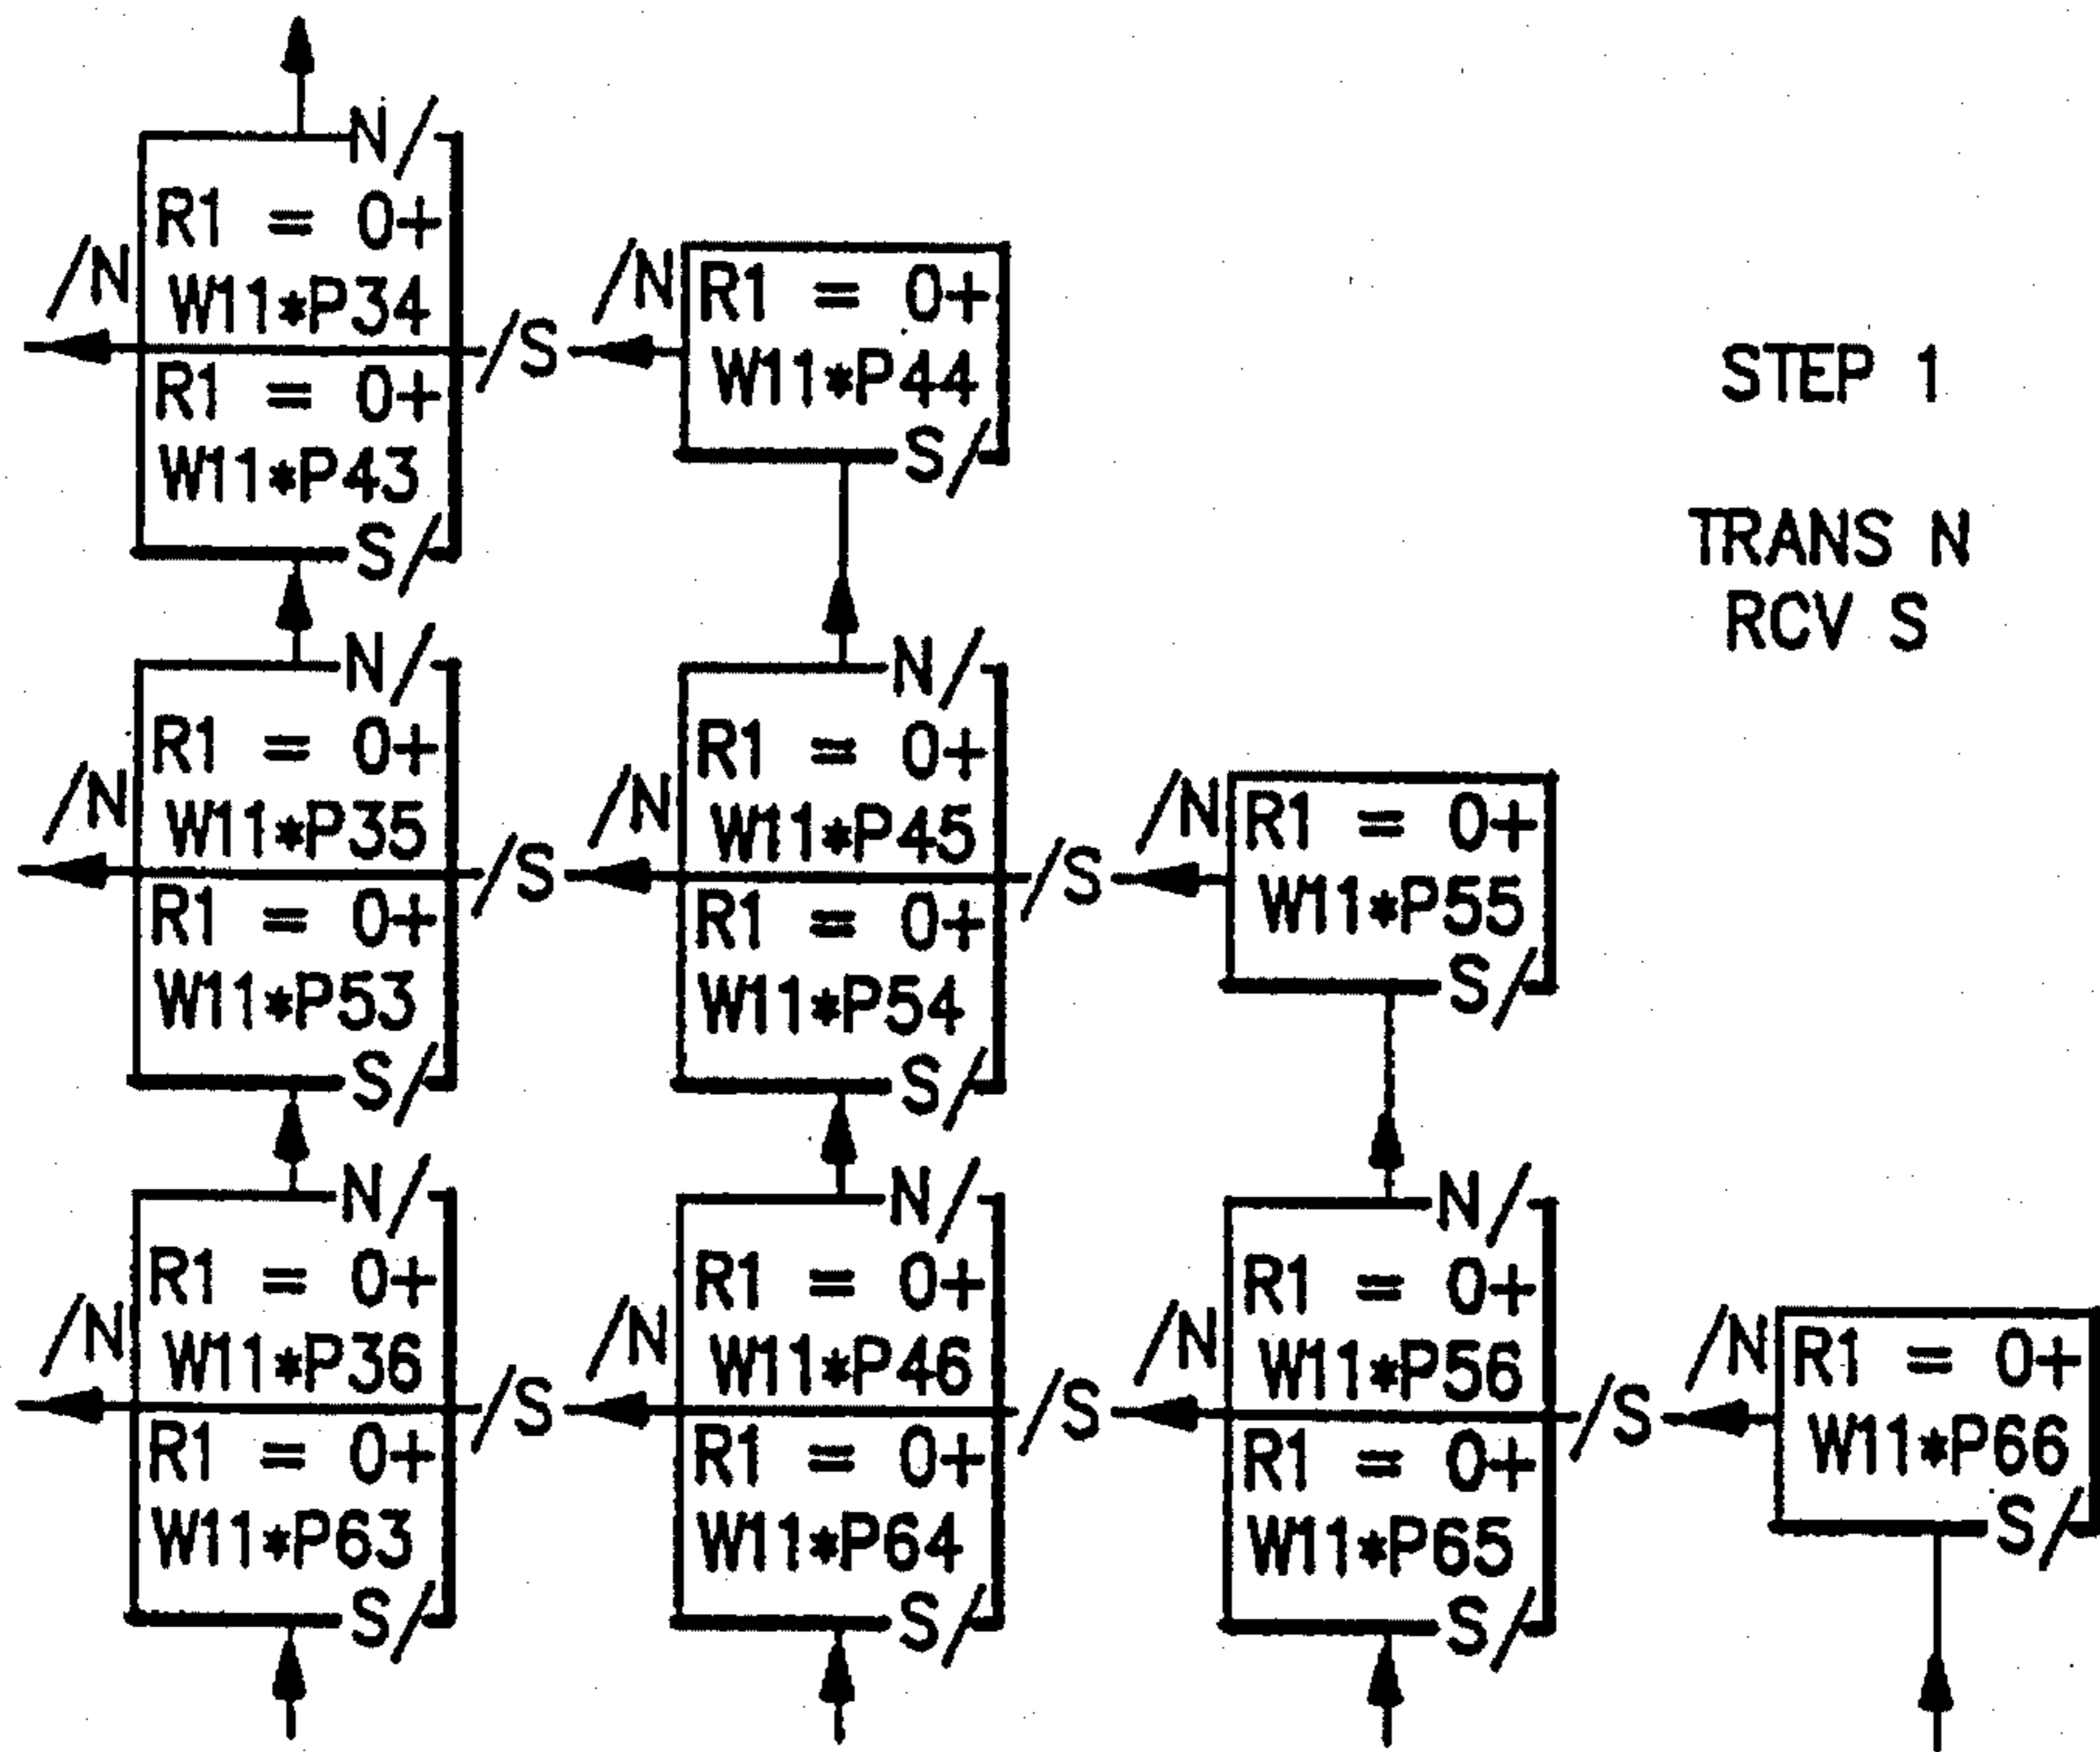 N/
R1 = 0+
/N
W11*P34
/S
R1 = 0+
W11*P43
S/
/N
R1 = 0+
W11*P44
S/
STEP 1
TRANS N
RCV S
N/
R1 = 0+
/N
W11*P35
/S
R1 = 0+
W11*P53
S/
N/
R1 = 0+
/N
W11*P45
/S
R1 = 0+
W11*P54
S/
/N
R1 = 0+
W11*P55
S/
N/
R1 = 0+
/N
W11*P36
/S
R1 = 0+
W11*P63
S/
N/
R1 = 0+
/N
W11*P46
/S
R1 = 0+
W11*P64
S/
N/
R1 = 0+
/N
W11*P56
/S
R1 = 0+
W11*P65
S/
/N
R1 = 0+
W11*P66
S/